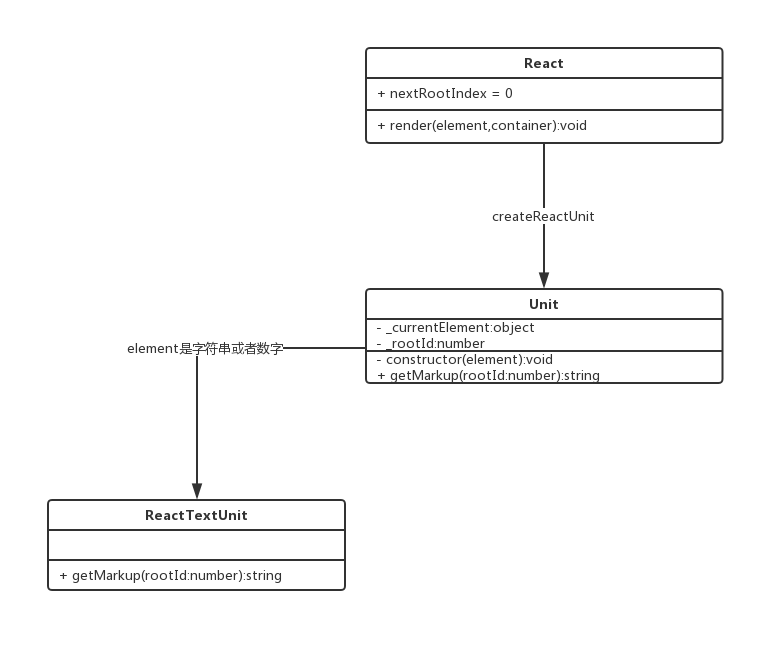 React
+ nextRootIndex = 0
+ render(element,container):void
createReactUnit
Unit
- _currentElement:object
- _rootId:number
- constructor(element):void
+ getMarkup(rootId:number):string
element是字符串或者数字
ReactTextUnit
+ getMarkup(rootId:number):string